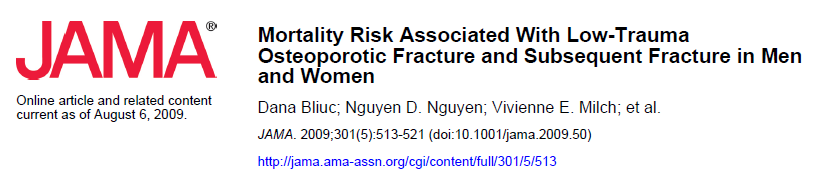 JAMA®
Online article and related content
current as of August 6, 2009.
Mortality Risk Associated With Low-Trauma
Osteoporotic Fracture and Subsequent Fracture in Men
and Women
Dana Bliuc; Nguyen D. Nguyen; Vivienne E. Milch; et al.
JAMA. 2009;301(5):513-521 (doi:10.1001/jama.2009.50)
http://jama.ama-assn.org/cgi/content/full/301/5/513